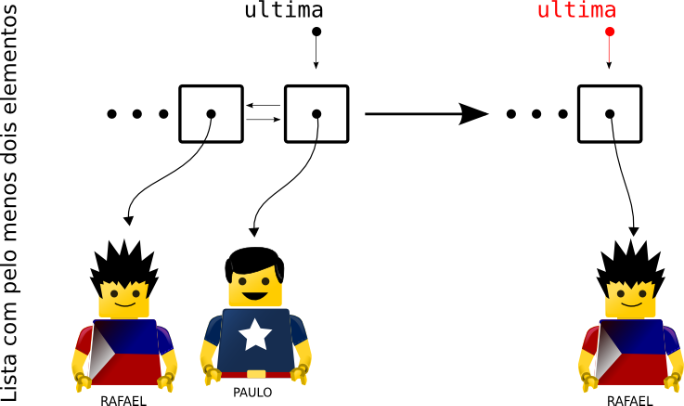 Lista com pelo menos dois elementos
ultima
ultima
RAFAEL
PAULO
RAFAEL